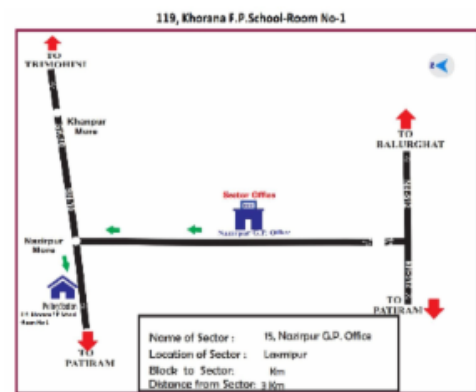 119, Khorana F.P.School-Room No-1
TO
TRIMOHINI
Khanpur
More
TO
BALURGHAT
Sector Office
Nazirpur G.P. Office
Nazirpur
More
Polling Station
TO
PATIRAM
TO
PATIRAM
Name of Sector : 15, Nazirpur G.P. Office
Location of Sector : Laxmipur
Block to Sector: Km
Distance from Sector: 3 Km